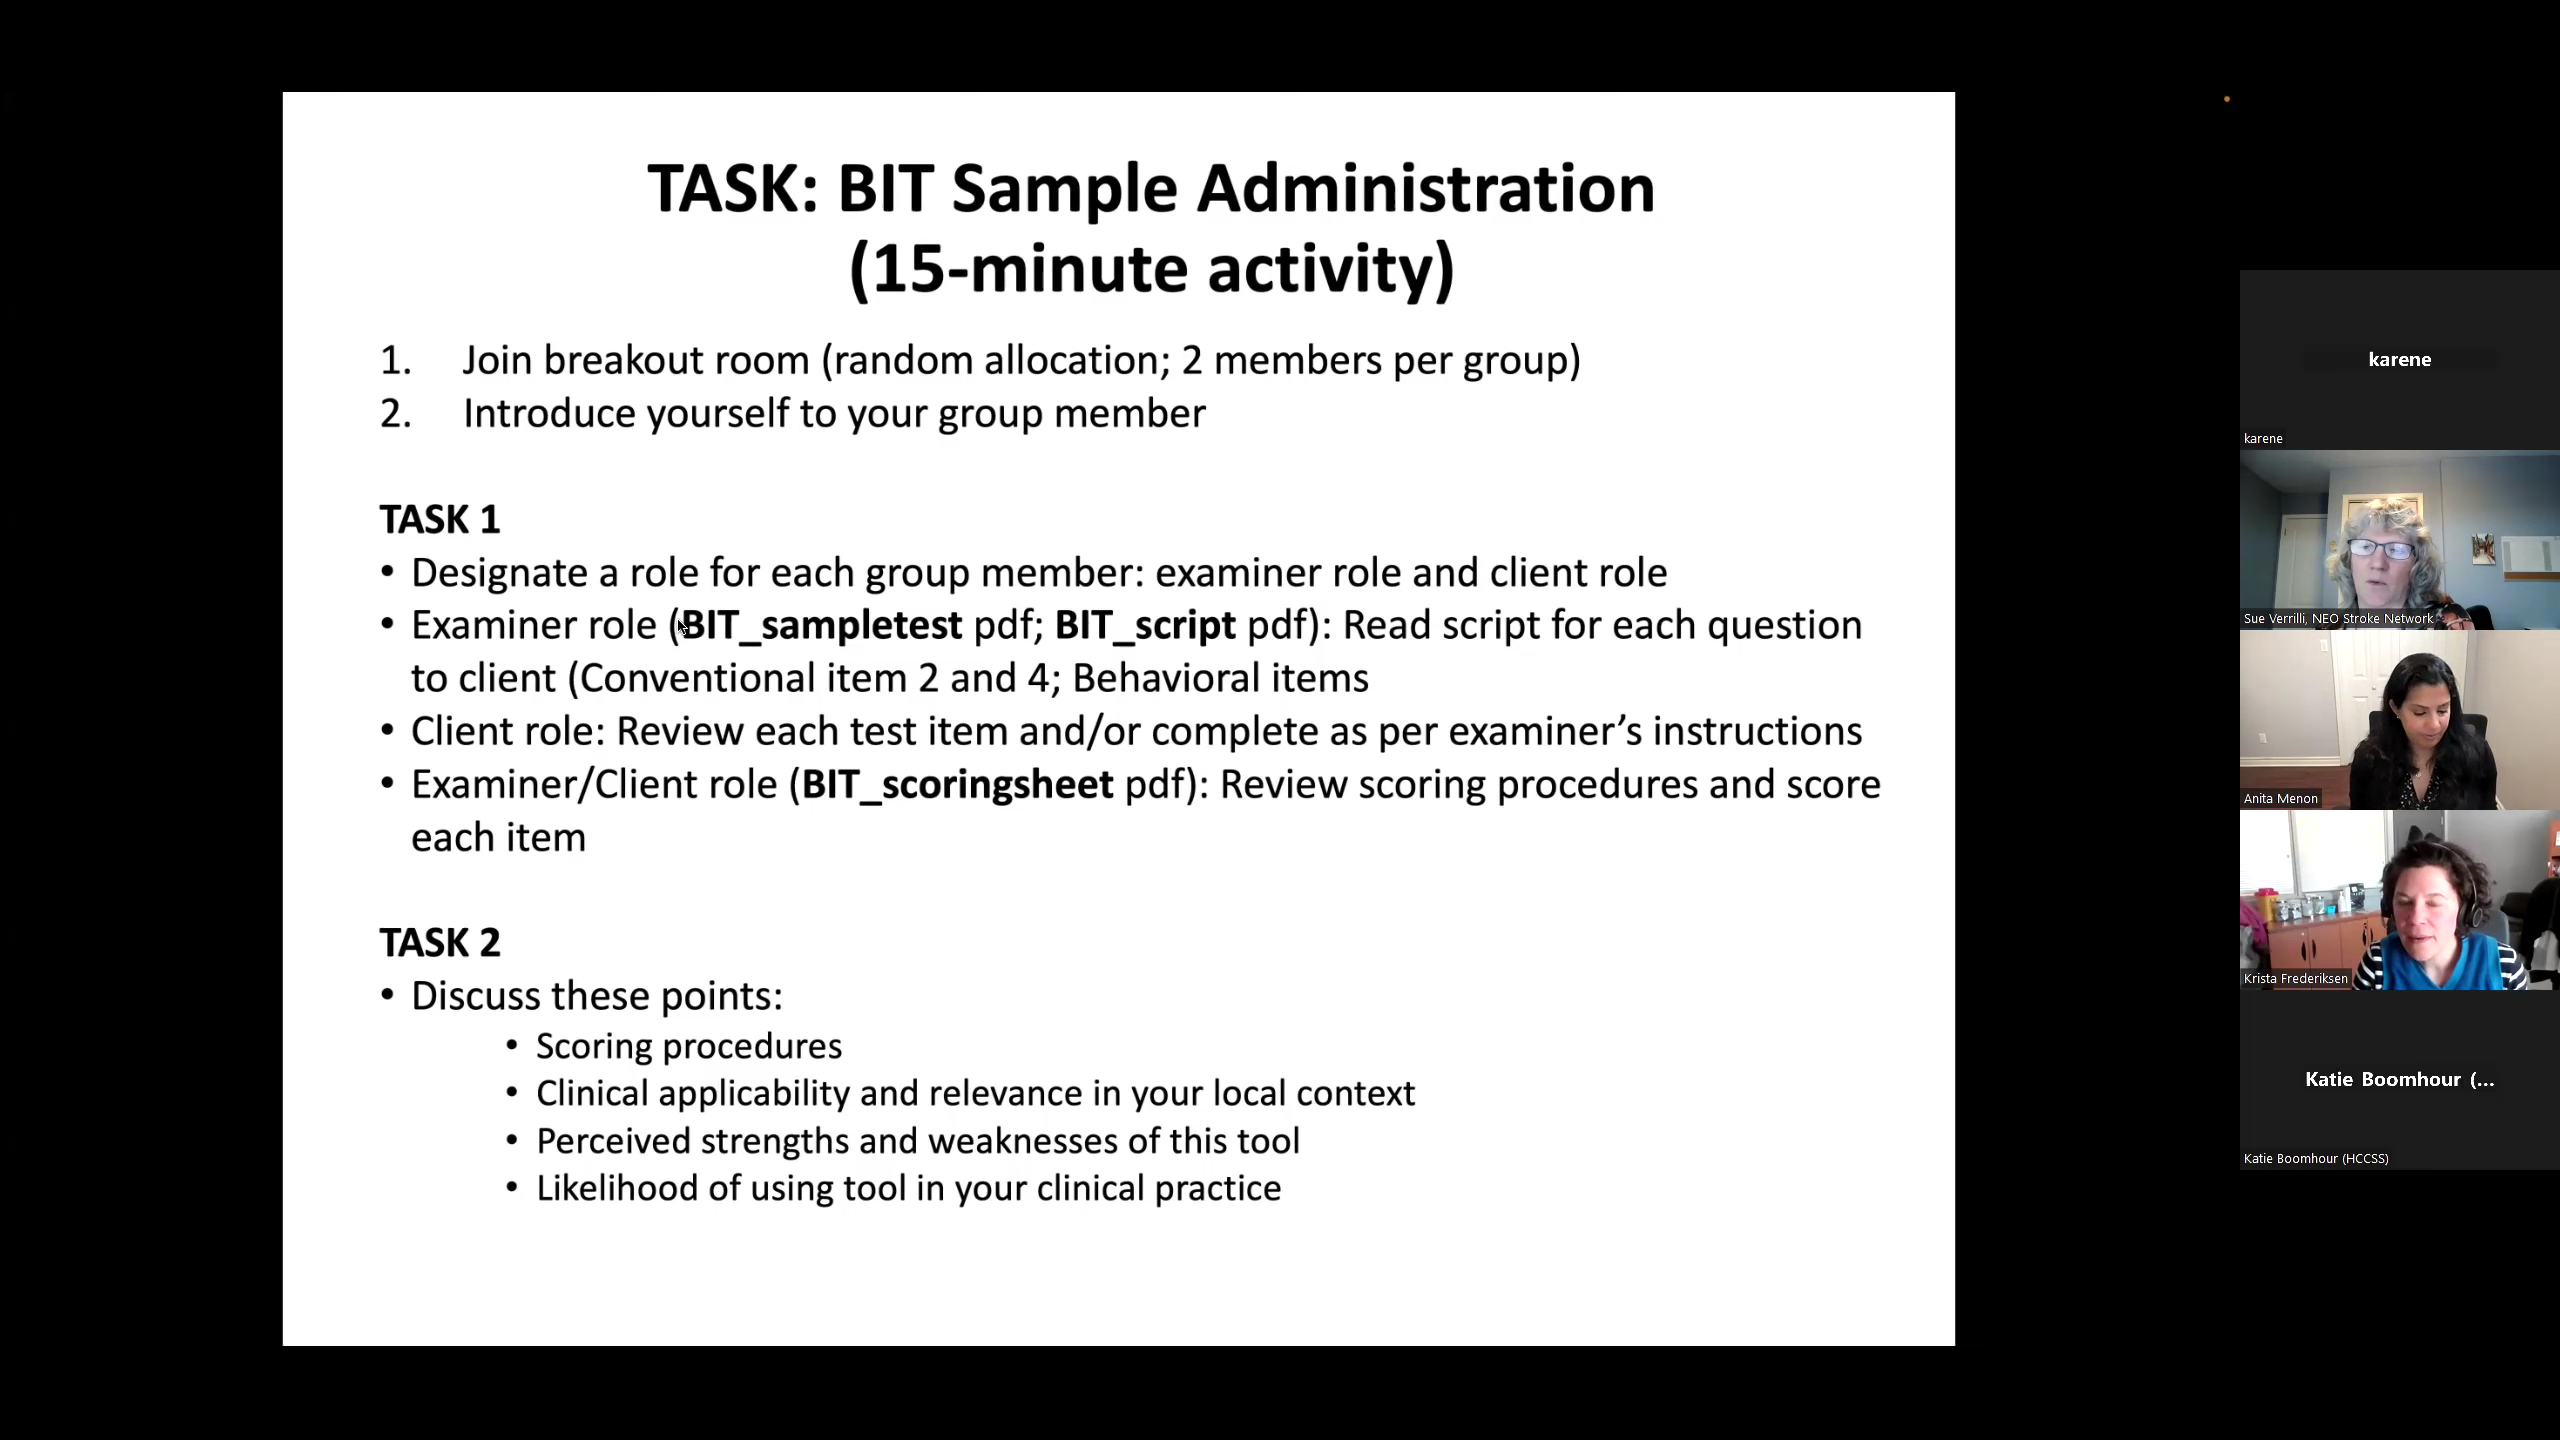 TASK: BIT Sample Administration
(15-minute activity)
1. Join breakout room (random allocation; 2 members per group)
2. Introduce yourself to your group member
TASK 1
• Designate a role for each group member: examiner role and client role
• Examiner role (BIT_sampletest pdf; BIT_script pdf): Read script for each question
to client (Conventional item 2 and 4; Behavioral items
• Client role: Review each test item and/or complete as per examiner’s instructions
• Examiner/Client role (BIT_scoringsheet pdf): Review scoring procedures and score
each item
TASK 2
• Discuss these points:
• Scoring procedures
• Clinical applicability and relevance in your local context
• Perceived strengths and weaknesses of this tool
• Likelihood of using tool in your clinical practice
karene
karene
Sue Verrilli, NEO Stroke Network
Anita Menon
Krista Frederiksen
Katie Boomhour (...
Katie Boomhour (HCCSS)